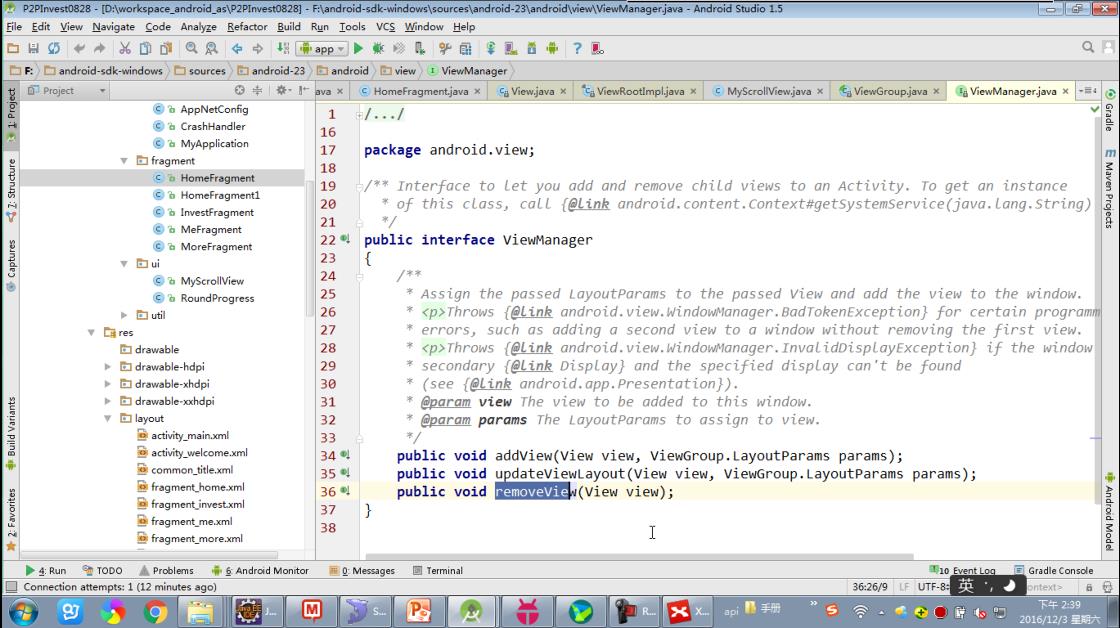 P2PInvest0828 - [D:\workspace_android_as\P2PInvest0828] - F:\android-sdk-windows\sources\android-23\android\view\ViewManager.java - Android Studio 1.5
File Edit View Navigate Code Analyze Refactor Build Run Tools VCS Window Help
app
F: android-sdk-windows sources android-23 android view ViewManager
Project ava HomeFragment.java View.java ViewRootImpl.java MyScrollView.java ViewGroup.java ViewManager.java
1: Project
7: Structure
Captures
Build Variants
2: Favorites
AppNetConfig
CrashHandler
MyApplication
fragment
HomeFragment
HomeFragment1
InvestFragment
MeFragment
MoreFragment
ui
MyScrollView
RoundProgress
util
res
drawable
drawable-hdpi
drawable-xhdpi
drawable-xxhdpi
layout
activity_main.xml
activity_welcome.xml
common_title.xml
fragment_home.xml
fragment_invest.xml
fragment_me.xml
fragment_more.xml
1 /.../
16
17 package android.view;
18
19 /** Interface to let you add and remove child views to an Activity. To get an instance
20 * of this class, call {@link android.content.Context#getSystemService(java.lang.String)
21 */
22 public interface ViewManager
23 {
24 /**
25 * Assign the passed LayoutParams to the passed View and add the view to the window.
26 * <p>Throws {@link android.view.WindowManager.BadTokenException} for certain programm
27 * errors, such as adding a second view to a window without removing the first view.
28 * <p>Throws {@link android.view.WindowManager.InvalidDisplayException} if the window
29 * secondary {@link Display} and the specified display can't be found
30 * (see {@link android.app.Presentation}).
31 * @param view The view to be added to this window.
32 * @param params The LayoutParams to assign to view.
33 */
34 public void addView(View view, ViewGroup.LayoutParams params);
35 public void updateViewLayout(View view, ViewGroup.LayoutParams params);
36 public void removeView(View view);
37 }
38
Gradle
Maven Projects
Android Model
4: Run TODO Problems 6: Android Monitor 0: Messages Terminal 10 Event Log Gradle Console
Connection attempts: 1 (12 minutes ago) 36:26/9 LF UTF-8 英 ontext>
J... S... R... X... api 手册 下午 2:39
2016/12/3 星期六